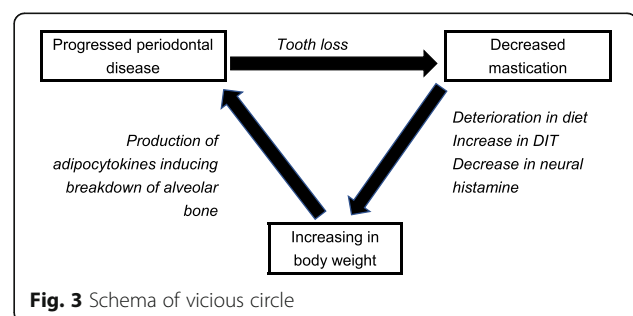 Progressed periodontal
disease
Tooth loss
Decreased
mastication
Deterioration in diet
Increase in DIT
Decrease in neural
histamine
Production of
adipocytokines inducing
breakdown of alveolar
bone
Increasing in
body weight
Fig. 3 Schema of vicious circle